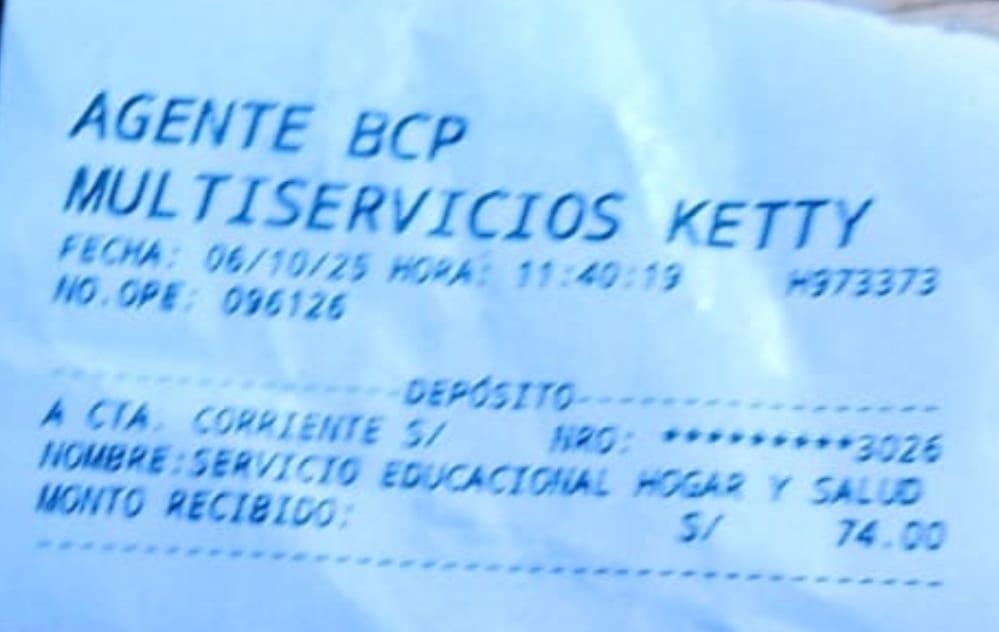 AGENTE BCP
MULTISERVICIOS KETTY
FECHA: 06/10/25 HORA: 11:40:19 H973373
NO.OPE: 096126
--------------------DEPÓSITO--------------------
A CTA. CORRIENTE S/ NRO: **********3026
NOMBRE:SERVICIO EDUCACIONAL HOGAR Y SALUD
MONTO RECIBIDO: S/ 74.00